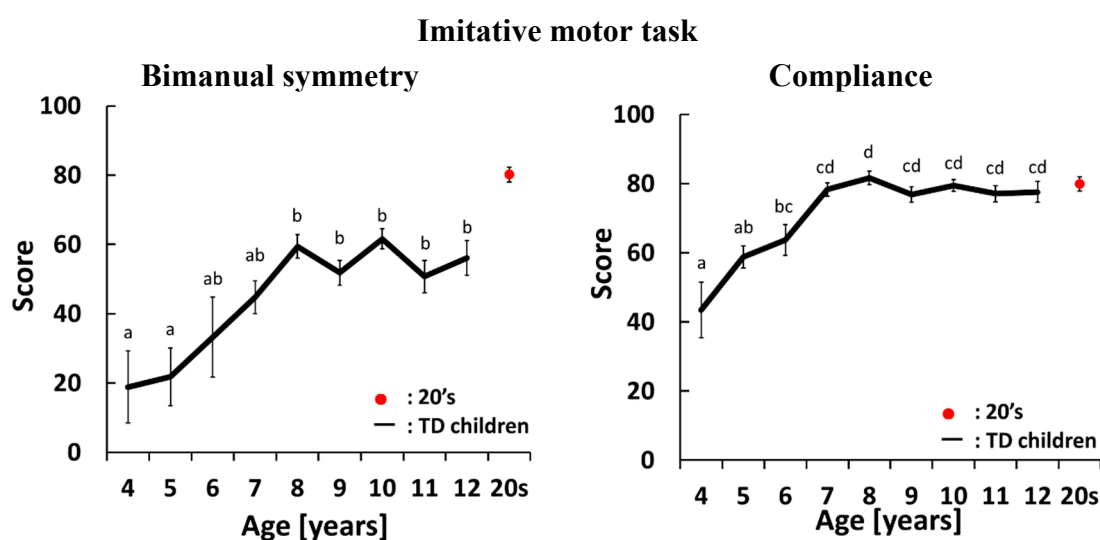 Imitative motor task
Bimanual symmetry
100
80
60
40
20
0
Score
a
a
ab
ab
b
b
b
b
b
: 20's
: TD children
4 5 6 7 8 9 10 11 12 20s
Age [years]
Compliance
100
80
60
40
20
0
Score
a
ab
bc
cd
d
cd
cd
cd
cd
: 20's
: TD children
4 5 6 7 8 9 10 11 12 20s
Age [years]